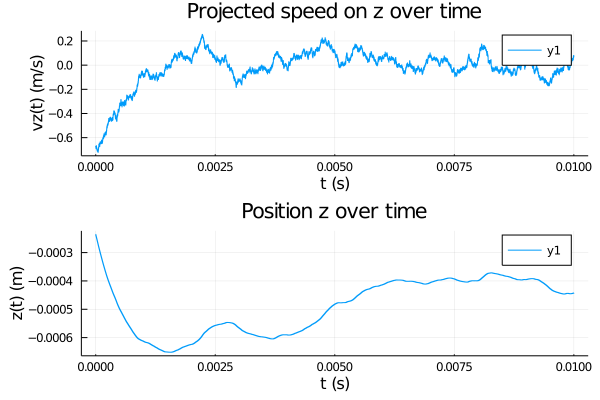 Projected speed on z over time
vz(t) (m/s)
0.2
0.0
−0.2
−0.4
−0.6
y1
0.0000 0.0025 0.0050 0.0075 0.0100
t (s)
Position z over time
z(t) (m)
−0.0003
−0.0004
−0.0005
−0.0006
y1
0.0000 0.0025 0.0050 0.0075 0.0100
t (s)